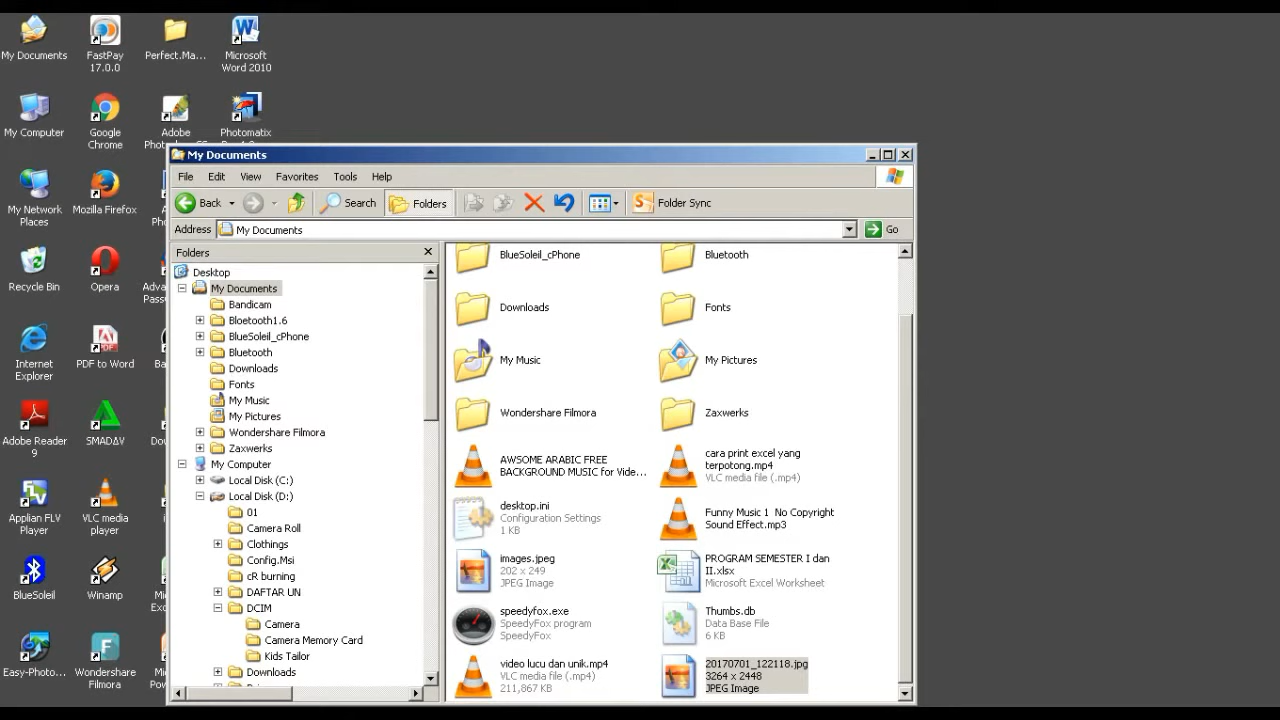 My Documents
FastPay
17.0.0
Perfect.Ma...
Microsoft
Word 2010
My Computer
Google
Chrome
Adobe
Photomatix
My Network
Places
Mozilla Firefox
Recycle Bin
Opera
Internet
Explorer
PDF to Word
Adobe Reader
9
SMADΔV
Applian FLV
Player
VLC media
player
BlueSoleil
Winamp
Easy-Photo...
Wondershare
Filmora
My Documents
File Edit View Favorites Tools Help
Back Search Folders Folder Sync
Address My Documents Go
Folders
Desktop
My Documents
Bandicam
Bloetooth1.6
BlueSoleil_cPhone
Bluetooth
Downloads
Fonts
My Music
My Pictures
Wondershare Filmora
Zaxwerks
My Computer
Local Disk (C:)
Local Disk (D:)
01
Camera Roll
Clothings
Config.Msi
cR burning
DAFTAR UN
DCIM
Camera
Camera Memory Card
Kids Tailor
Downloads
BlueSoleil_cPhone
Bluetooth
Downloads
Fonts
My Music
My Pictures
Wondershare Filmora
Zaxwerks
AWSOME ARABIC FREE
BACKGROUND MUSIC for Vide...
cara print excel yang
terpotong.mp4
VLC media file (.mp4)
desktop.ini
Configuration Settings
1 KB
Funny Music 1 No Copyright
Sound Effect.mp3
images.jpeg
202 x 249
JPEG Image
PROGRAM SEMESTER I dan
II.xlsx
Microsoft Excel Worksheet
speedyfox.exe
SpeedyFox program
SpeedyFox
Thumbs.db
Data Base File
6 KB
video lucu dan unik.mp4
VLC media file (.mp4)
211,867 KB
20170701_122118.jpg
3264 x 2448
JPEG Image